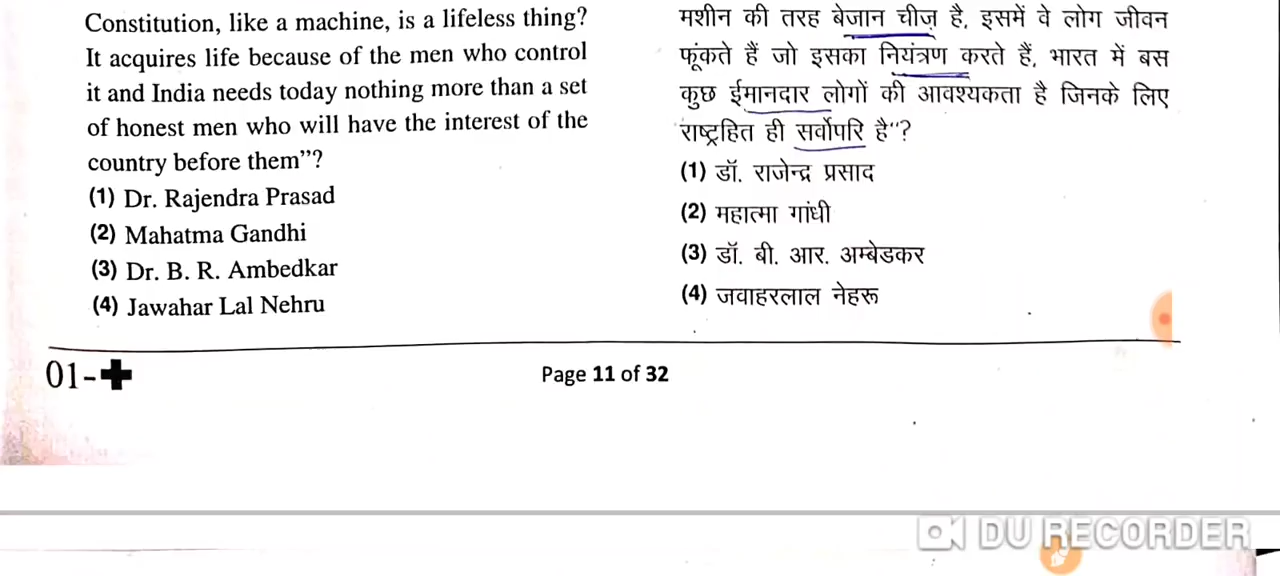 Constitution, like a machine, is a lifeless thing?
It acquires life because of the men who control
it and India needs today nothing more than a set
of honest men who will have the interest of the
country before them”?
(1) Dr. Rajendra Prasad
(2) Mahatma Gandhi
(3) Dr. B. R. Ambedkar
(4) Jawahar Lal Nehru
मशीन की तरह बेजान चीज़ है, इसमें वे लोग जीवन
फूंकते हैं जो इसका नियंत्रण करते हैं, भारत में बस
कुछ ईमानदार लोगों की आवश्यकता है जिनके लिए
राष्ट्रहित ही सर्वोपरि है“?
(1) डॉ. राजेन्द्र प्रसाद
(2) महात्मा गांधी
(3) डॉ. बी. आर. अम्बेडकर
(4) जवाहरलाल नेहरू
01-+
Page 11 of 32
DU RECORDER